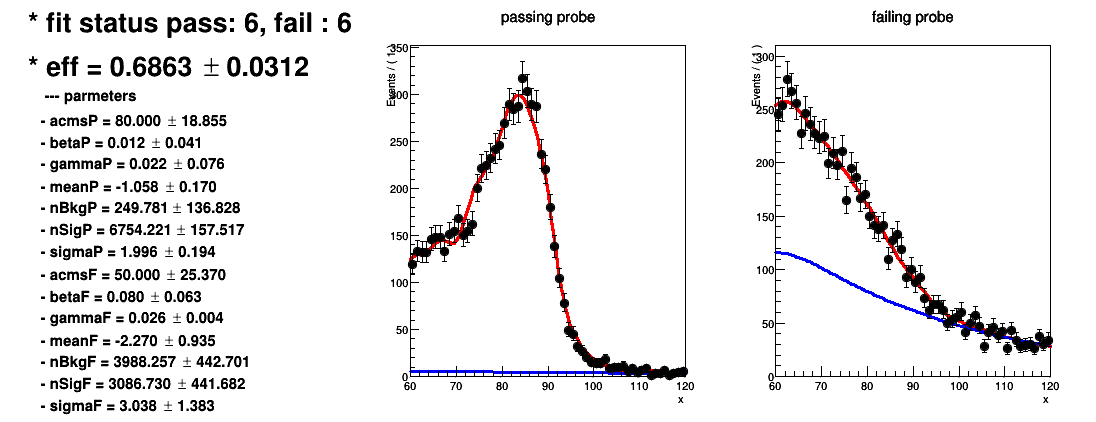 * fit status pass: 6, fail : 6
* eff = 0.6863 ± 0.0312
--- parmeters
- acmsP = 80.000 ± 18.855
- betaP = 0.012 ± 0.041
- gammaP = 0.022 ± 0.076
- meanP = -1.058 ± 0.170
- nBkgP = 249.781 ± 136.828
- nSigP = 6754.221 ± 157.517
- sigmaP = 1.996 ± 0.194
- acmsF = 50.000 ± 25.370
- betaF = 0.080 ± 0.063
- gammaF = 0.026 ± 0.004
- meanF = -2.270 ± 0.935
- nBkgF = 3988.257 ± 442.701
- nSigF = 3086.730 ± 441.682
- sigmaF = 3.038 ± 1.383
passing probe
Events / ( 1 )
350
300
250
200
150
100
50
0
60 70 80 90 100 110 120
x
failing probe
Events / ( 1 )
300
250
200
150
100
50
0
60 70 80 90 100 110 120
x